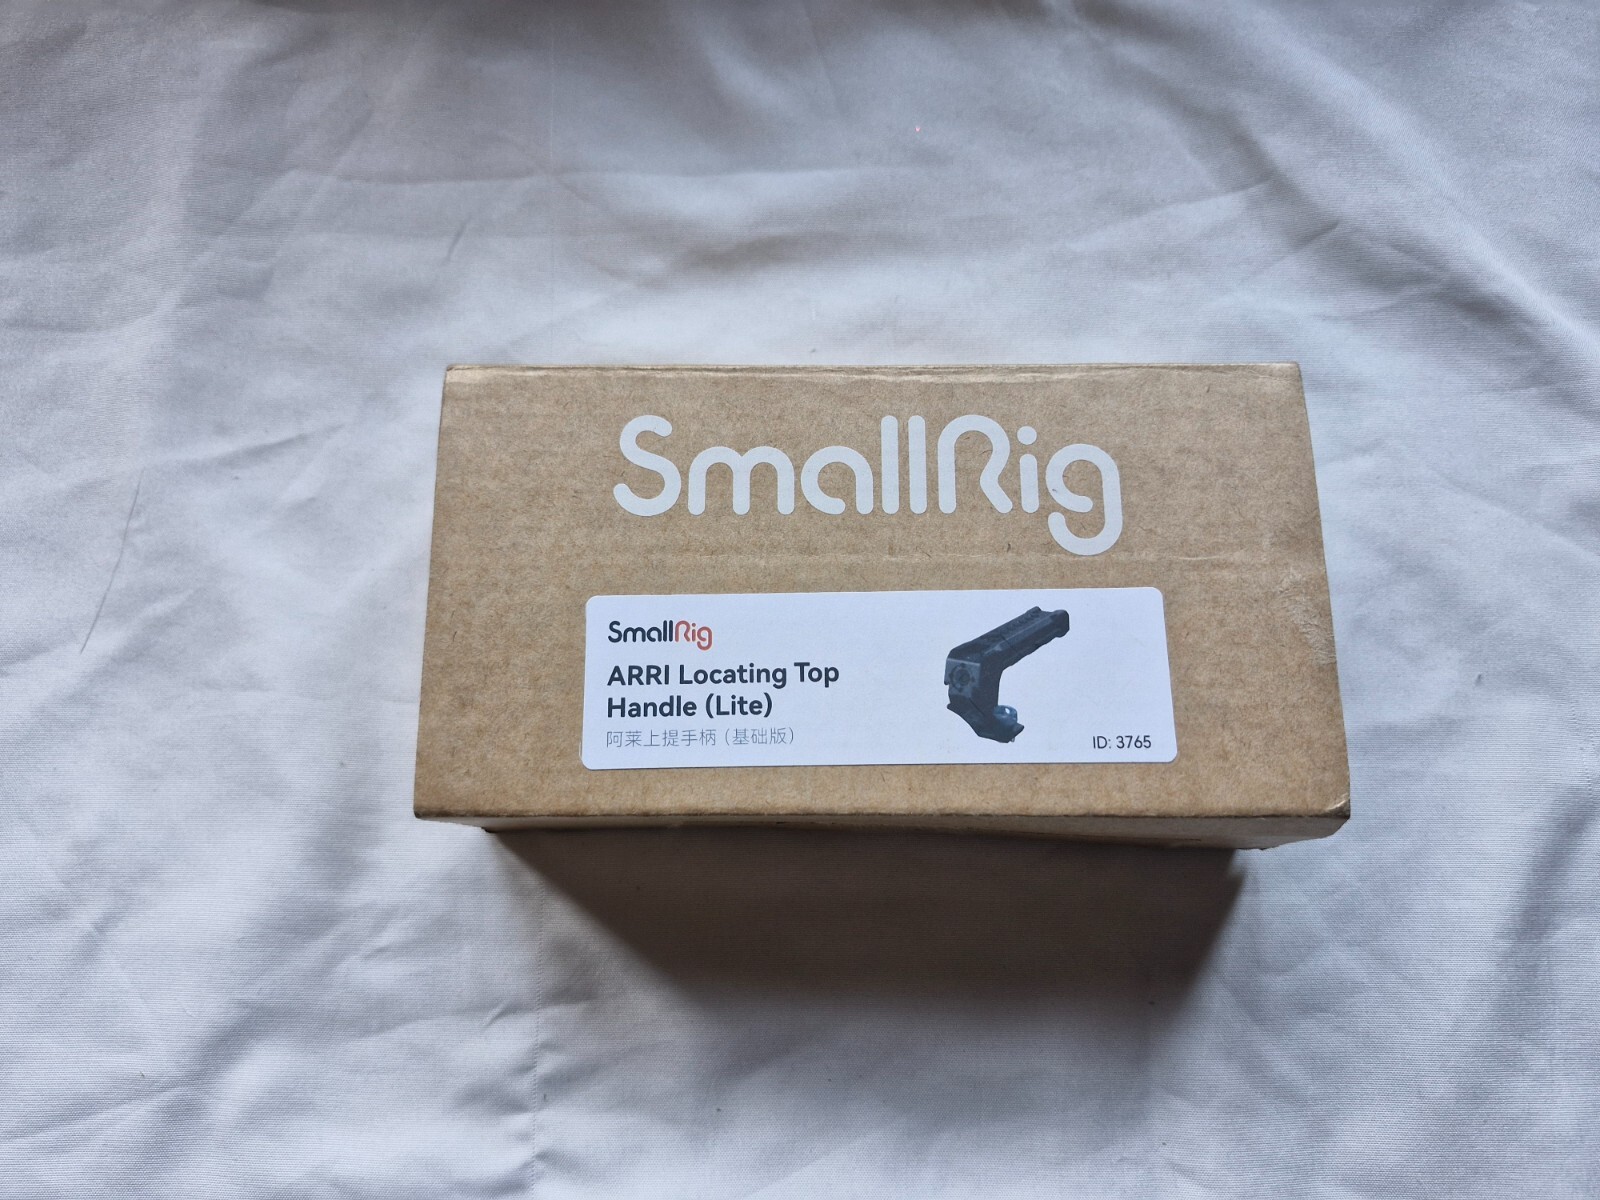 SmallRig
SmallRig
ARRI Locating Top
Handle (Lite)
阿莱上提手柄（基础版）
ID: 3765